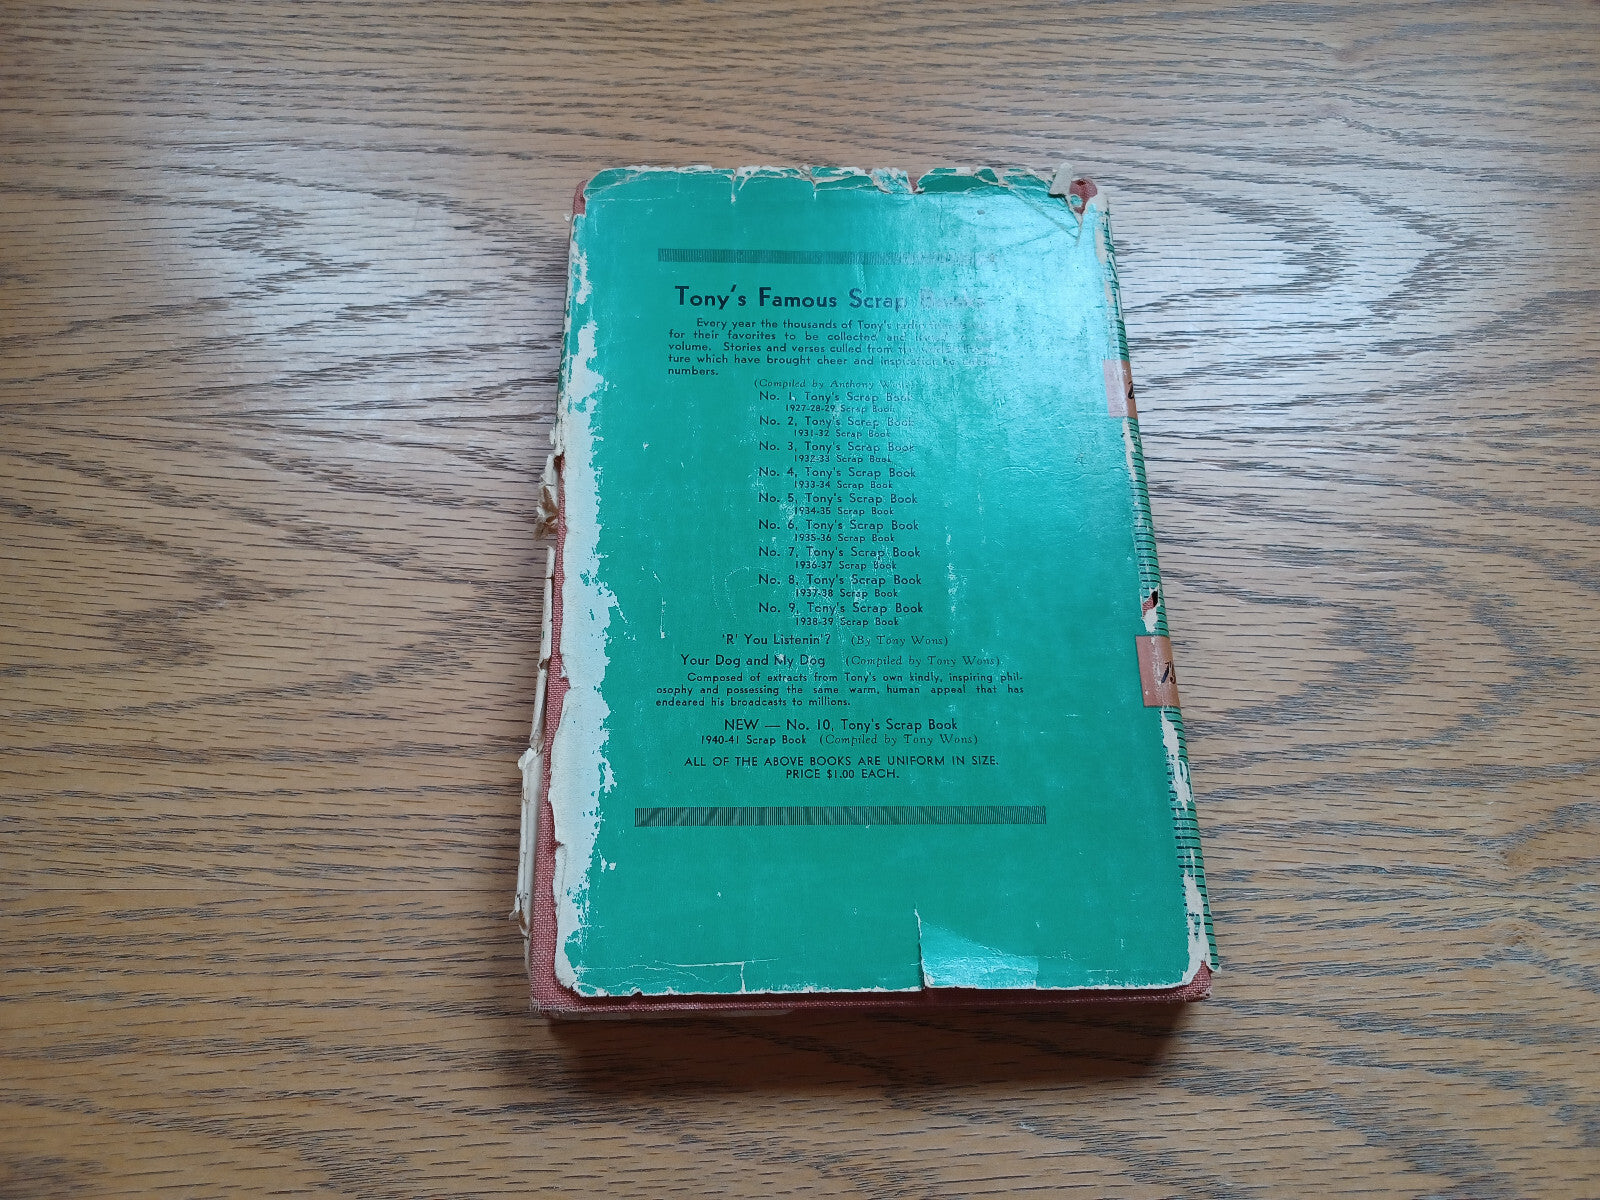 Tony's Famous Scrap Books
Every year the thousands of Tony's radio
for their favorites to be collected and
volume. Stories and verses culled from
ture which have brought cheer and inspiration
numbers.
(Compiled by Anthony
No. 1, Tony's Scrap Book
1927-28-29 Scrap Book
No. 2, Tony's Scrap Book
1931-32 Scrap Book
No. 3, Tony's Scrap Book
1932-33 Scrap Book
No. 4, Tony's Scrap Book
1933-34 Scrap Book
No. 5, Tony's Scrap Book
1934-35 Scrap Book
No. 6, Tony's Scrap Book
1935-36 Scrap Book
No. 7, Tony's Scrap Book
1936-37 Scrap Book
No. 8, Tony's Scrap Book
1937-38 Scrap Book
No. 9, Tony's Scrap Book
1938-39 Scrap Book
'R' You Listenin'? (By Tony Wons)
Your Dog and My Dog (Compiled by Tony Wons).
Composed of extracts from Tony's own kindly, inspiring phil-
osophy and possessing the same warm, human appeal that has
endeared his broadcasts to millions.
NEW — No. 10, Tony's Scrap Book
1940-41 Scrap Book (Compiled by Tony Wons)
ALL OF THE ABOVE BOOKS ARE UNIFORM IN SIZE.
PRICE $1.00 EACH.